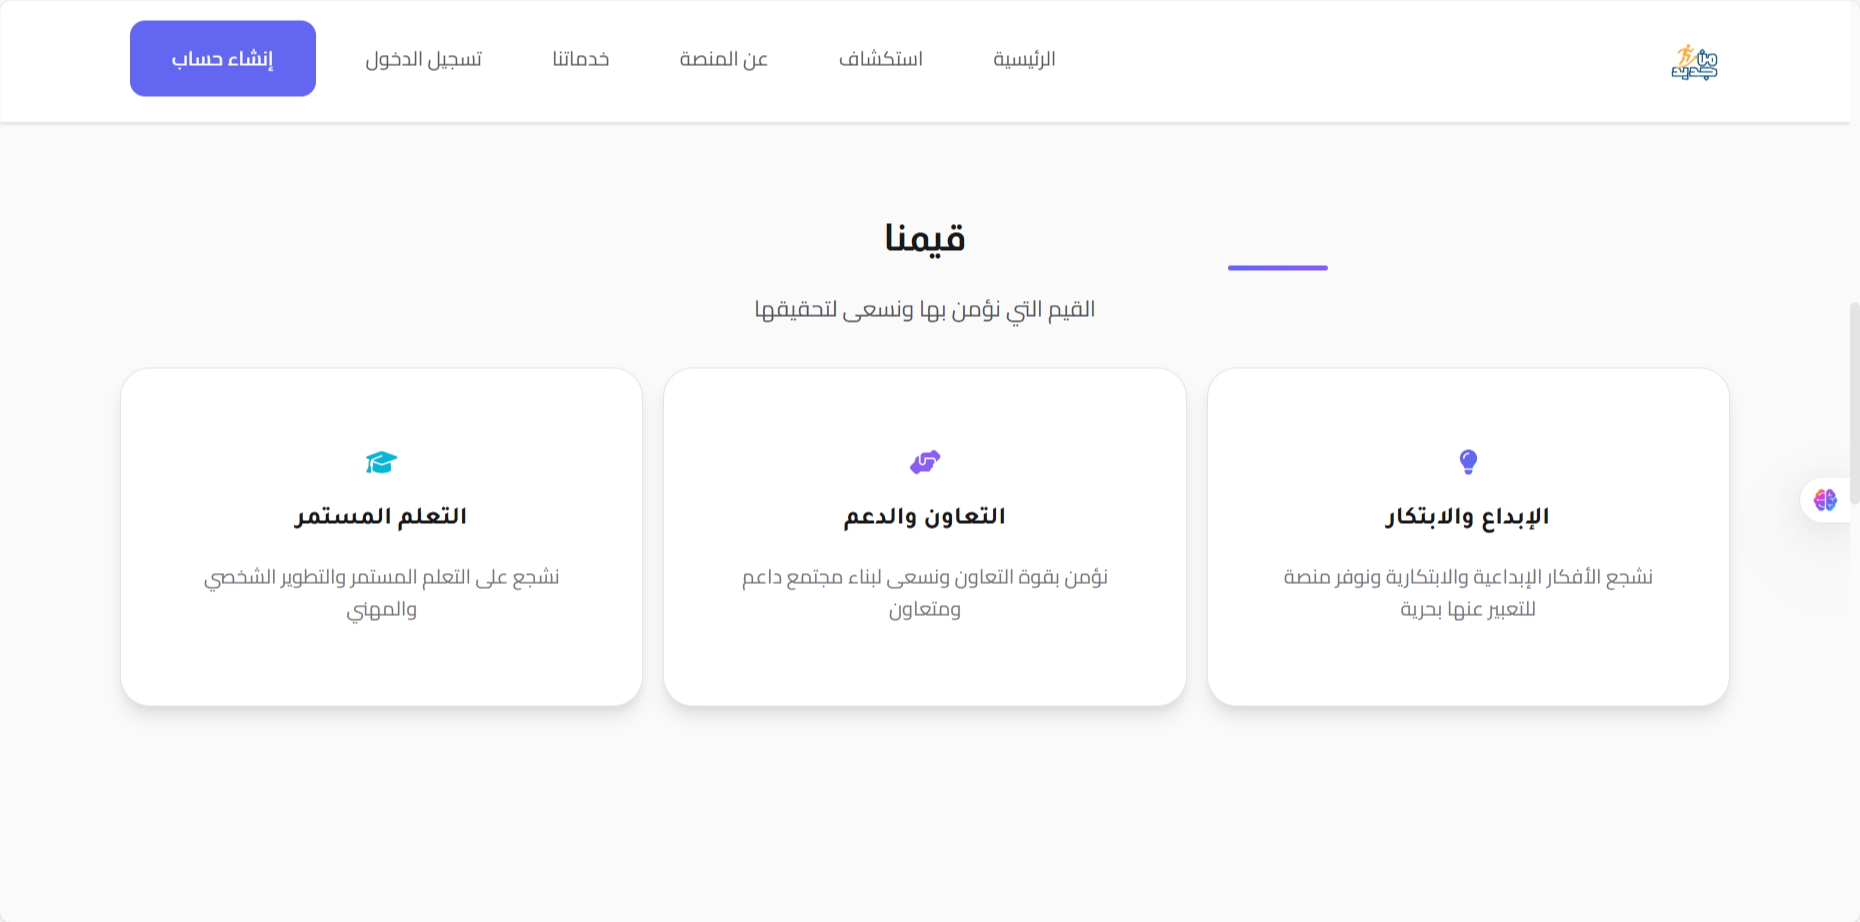 من
جديد
الرئيسية
استكشاف
عن المنصة
خدماتنا
تسجيل الدخول
إنشاء حساب
قيمنا
القيم التي نؤمن بها ونسعى لتحقيقها
الإبداع والابتكار
نشجع الأفكار الإبداعية والابتكارية ونوفر منصة
للتعبير عنها بحرية
التعاون والدعم
نؤمن بقوة التعاون ونسعى لبناء مجتمع داعم
ومتعاون
التعلم المستمر
نشجع على التعلم المستمر والتطوير الشخصي
والمهني